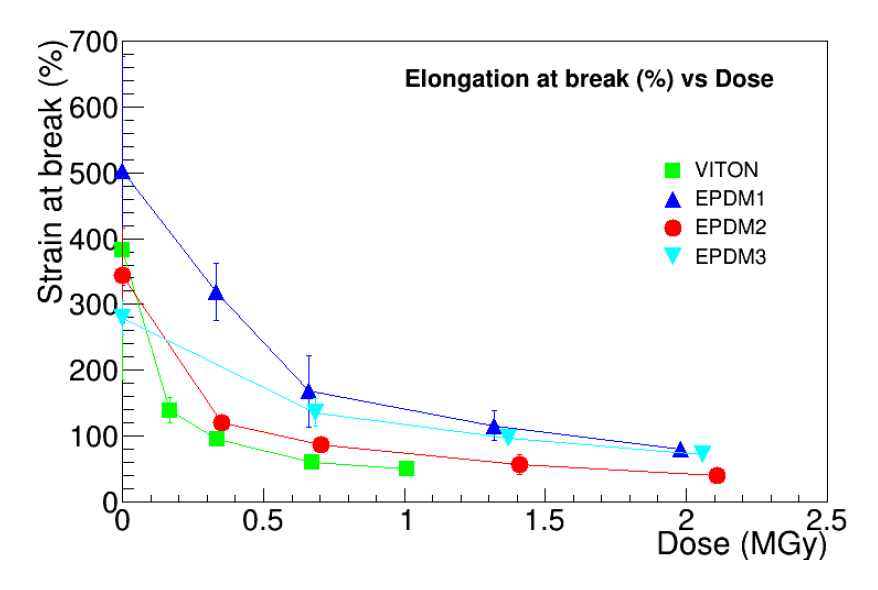 Elongation at break (%) vs Dose
Strain at break (%)
700
600
500
400
300
200
100
0
VITON
EPDM1
EPDM2
EPDM3
0 0.5 1 1.5 2 2.5
Dose (MGy)